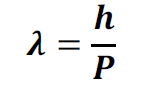 λ = h/P